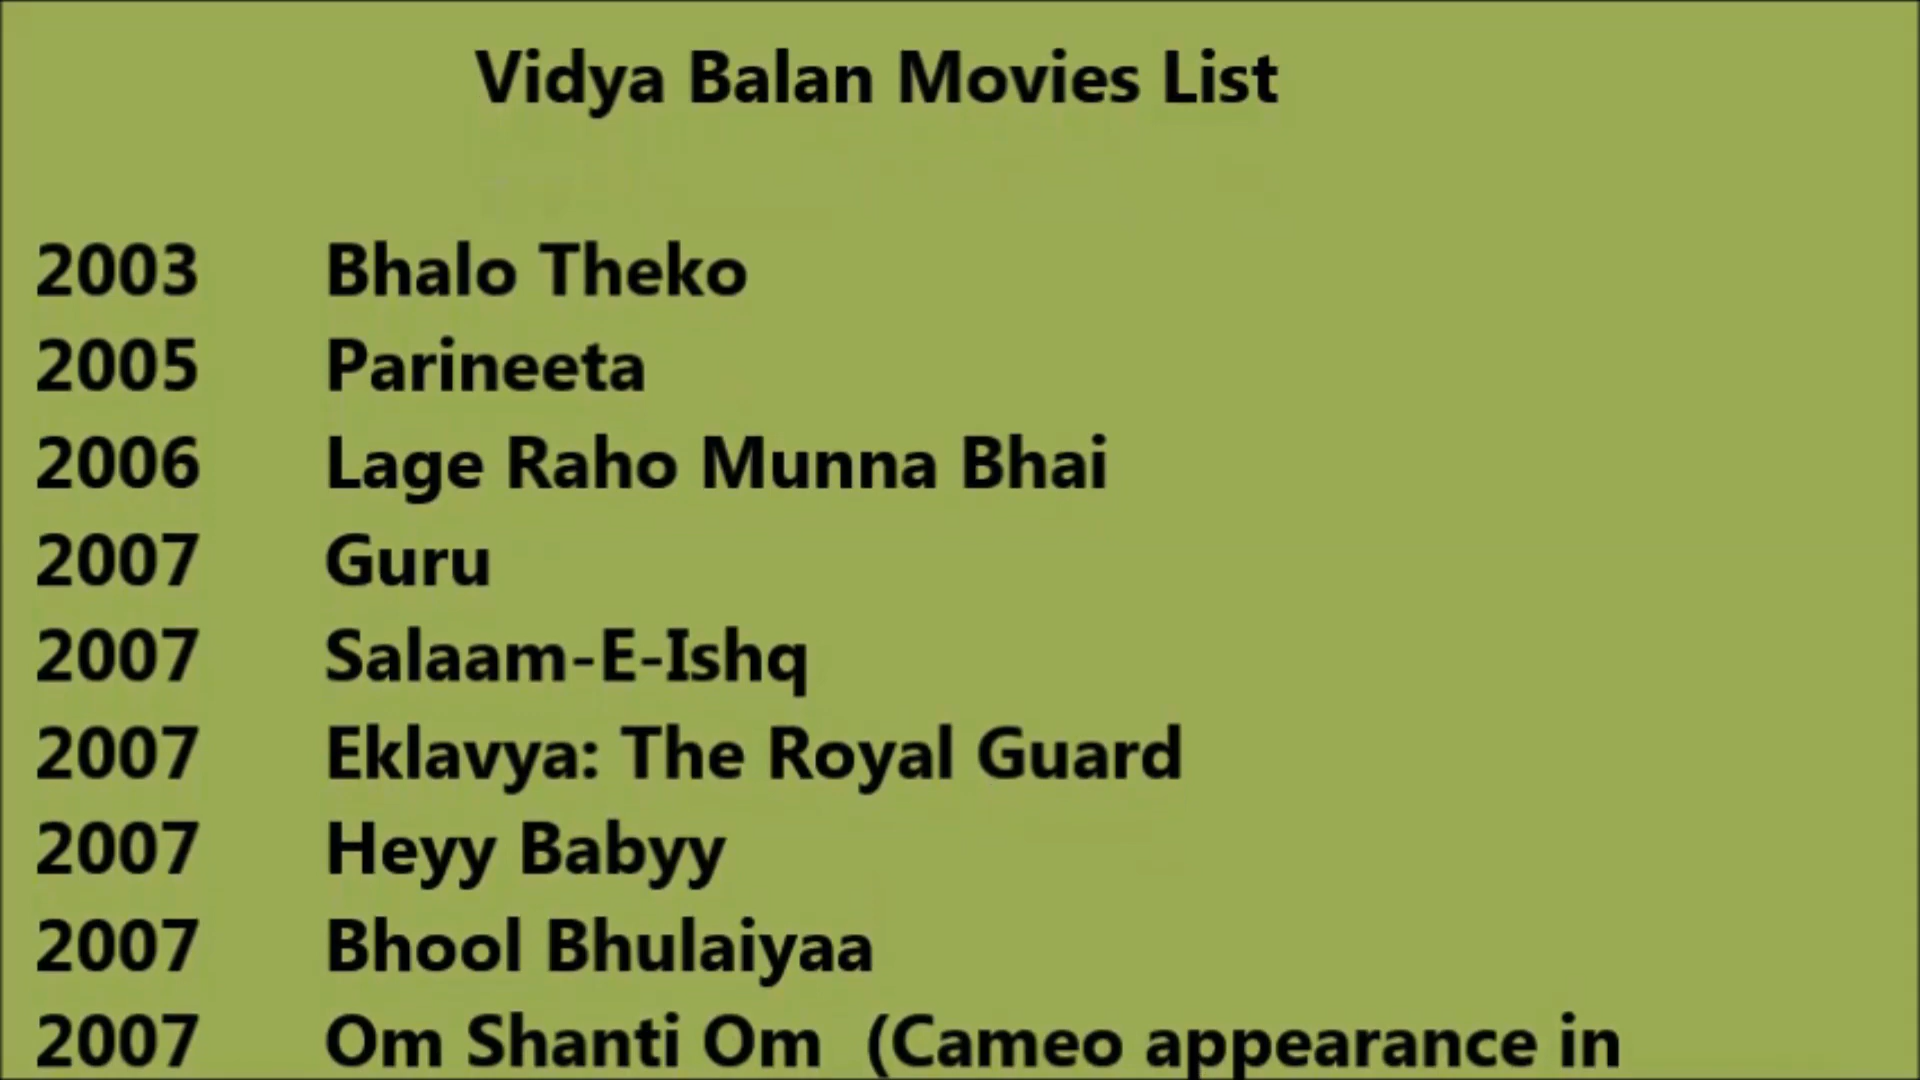 Vidya Balan Movies List
2003 Bhalo Theko
2005 Parineeta
2006 Lage Raho Munna Bhai
2007 Guru
2007 Salaam-E-Ishq
2007 Eklavya: The Royal Guard
2007 Heyy Babyy
2007 Bhool Bhulaiyaa
2007 Om Shanti Om (Cameo appearance in